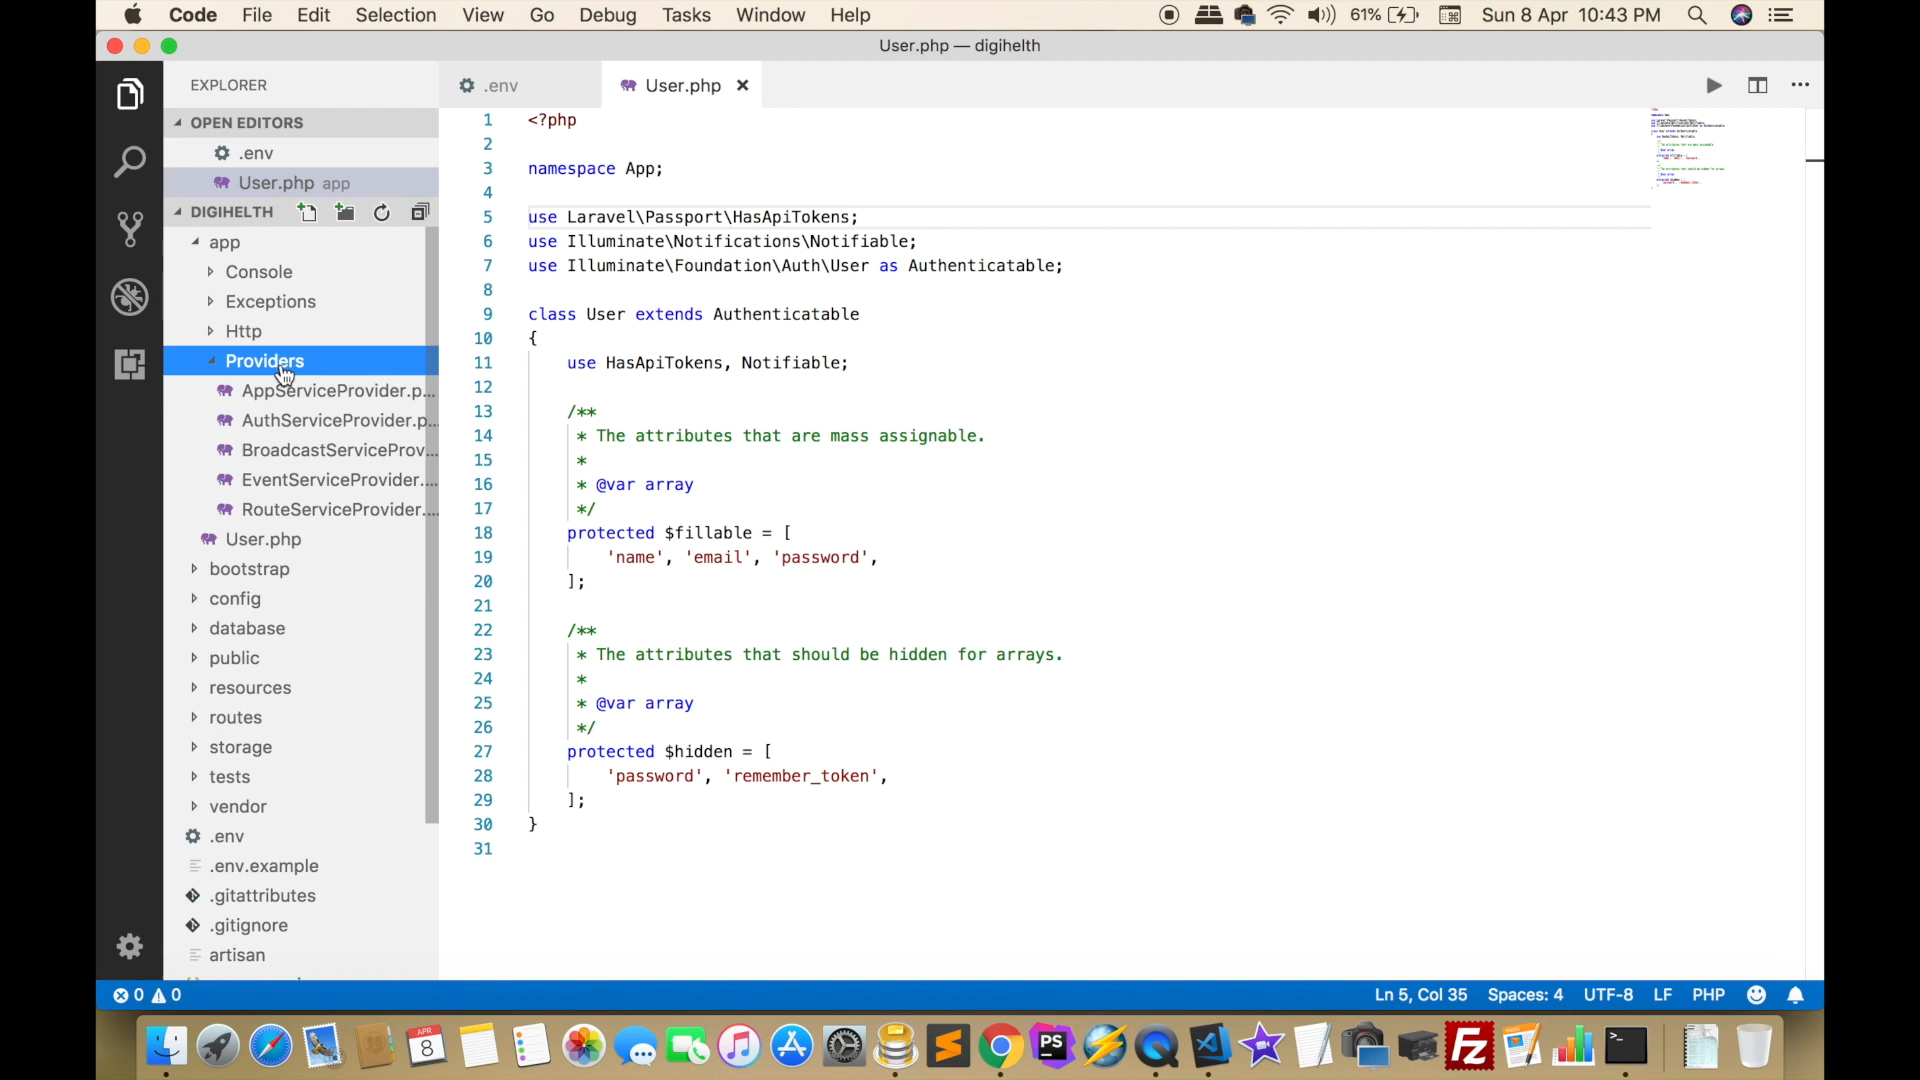 Code File Edit Selection View Go Debug Tasks Window Help 61% Sun 8 Apr 10:43 PM
User.php — digihelth
EXPLORER
OPEN EDITORS
.env
User.php app
DIGIHELTH
app
Console
Exceptions
Http
Providers
AppServiceProvider.p...
AuthServiceProvider.p...
BroadcastServiceProv...
EventServiceProvider....
RouteServiceProvider....
User.php
bootstrap
config
database
public
resources
routes
storage
tests
vendor
.env
.env.example
.gitattributes
.gitignore
artisan
.env User.php
1 <?php
2
3 namespace App;
4
5 use Laravel\Passport\HasApiTokens;
6 use Illuminate\Notifications\Notifiable;
7 use Illuminate\Foundation\Auth\User as Authenticatable;
8
9 class User extends Authenticatable
10 {
11 use HasApiTokens, Notifiable;
12
13 /**
14 * The attributes that are mass assignable.
15 *
16 * @var array
17 */
18 protected $fillable = [
19 'name', 'email', 'password',
20 ];
21
22 /**
23 * The attributes that should be hidden for arrays.
24 *
25 * @var array
26 */
27 protected $hidden = [
28 'password', 'remember_token',
29 ];
30 }
31
0 0 Ln 5, Col 35 Spaces: 4 UTF-8 LF PHP
APR
8
PS
Fz